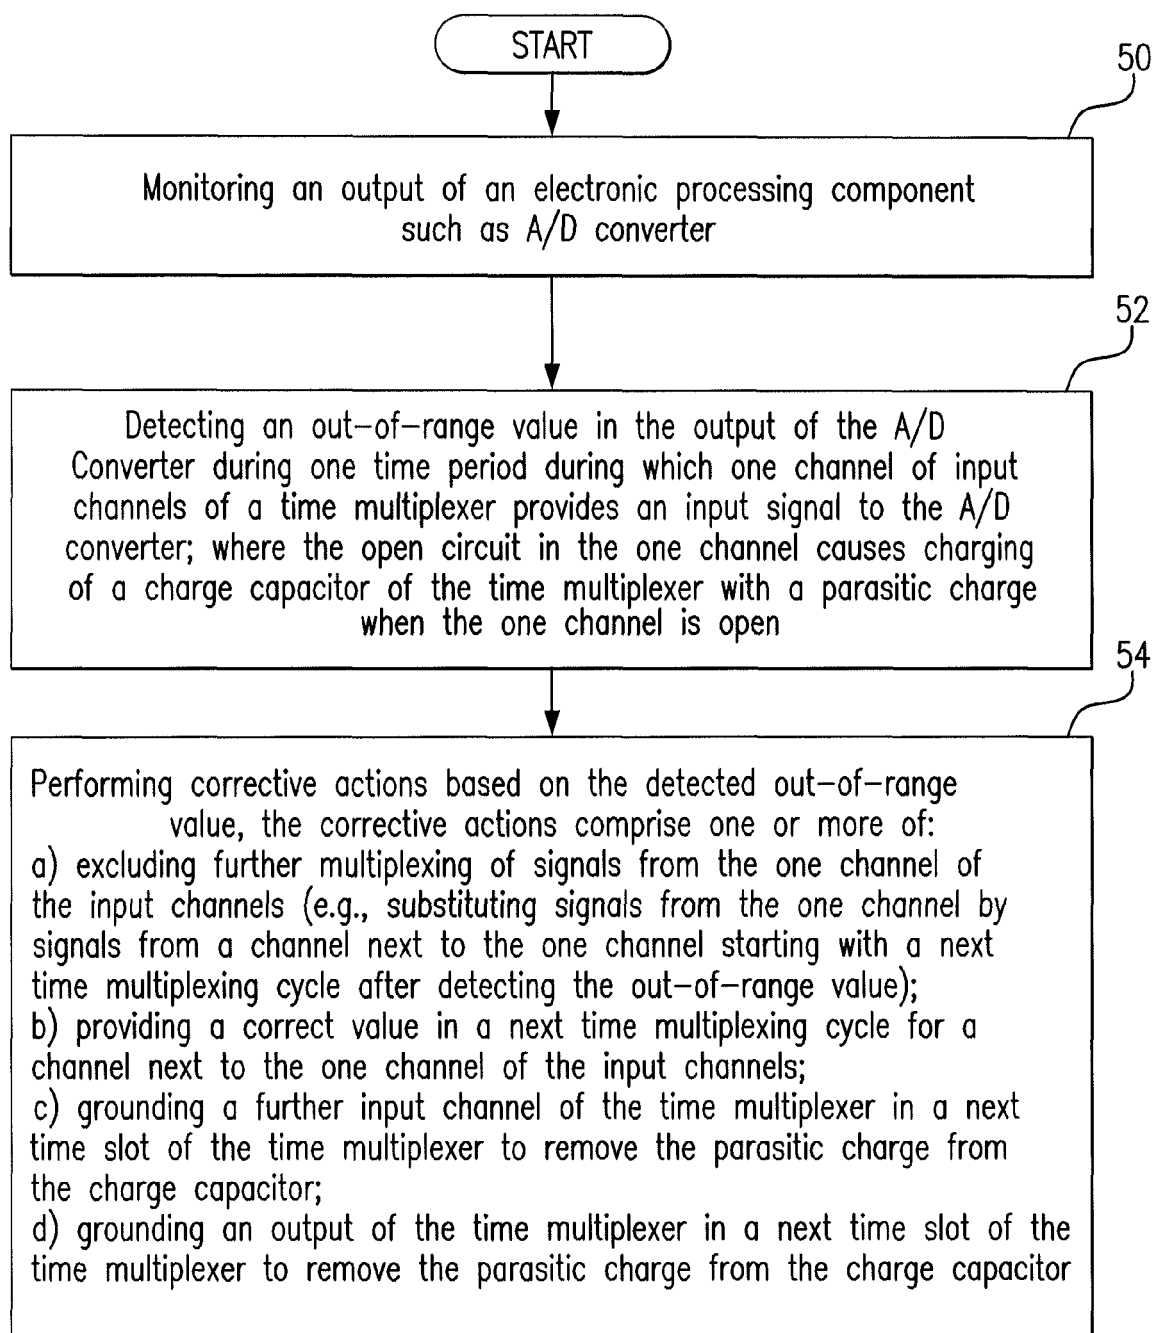 START
50
Monitoring an output of an electronic processing component
such as A/D converter
52
Detecting an out-of-range value in the output of the A/D
Converter during one time period during which one channel of input
channels of a time multiplexer provides an input signal to the A/D
converter; where the open circuit in the one channel causes charging
of a charge capacitor of the time multiplexer with a parasitic charge
when the one channel is open
54
Performing corrective actions based on the detected out-of-range
value, the corrective actions comprise one or more of:
a) excluding further multiplexing of signals from the one channel of
the input channels (e.g., substituting signals from the one channel by
signals from a channel next to the one channel starting with a next
time multiplexing cycle after detecting the out-of-range value);
b) providing a correct value in a next time multiplexing cycle for a
channel next to the one channel of the input channels;
c) grounding a further input channel of the time multiplexer in a next
time slot of the time multiplexer to remove the parasitic charge from
the charge capacitor;
d) grounding an output of the time multiplexer in a next time slot of the
time multiplexer to remove the parasitic charge from the charge capacitor